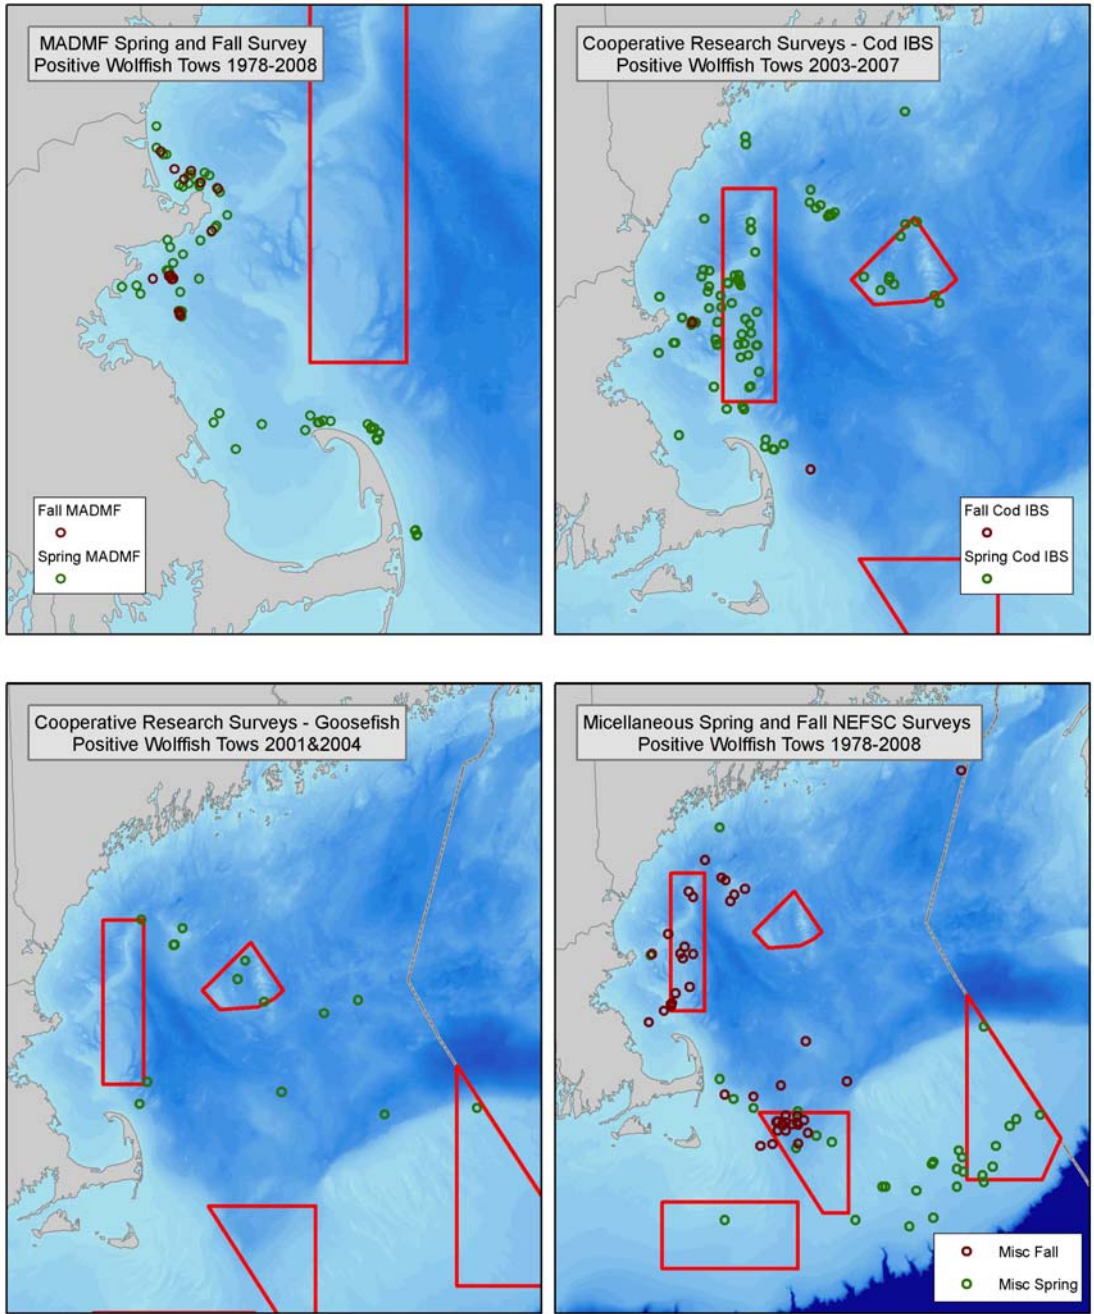 MADMF Spring and Fall Survey
Positive Wolffish Tows 1978-2008
Fall MADMF
Spring MADMF
Cooperative Research Surveys - Cod IBS
Positive Wolffish Tows 2003-2007
Fall Cod IBS
Spring Cod IBS
Cooperative Research Surveys - Goosefish
Positive Wolffish Tows 2001&2004
Micellaneous Spring and Fall NEFSC Surveys
Positive Wolffish Tows 1978-2008
Misc Fall
Misc Spring